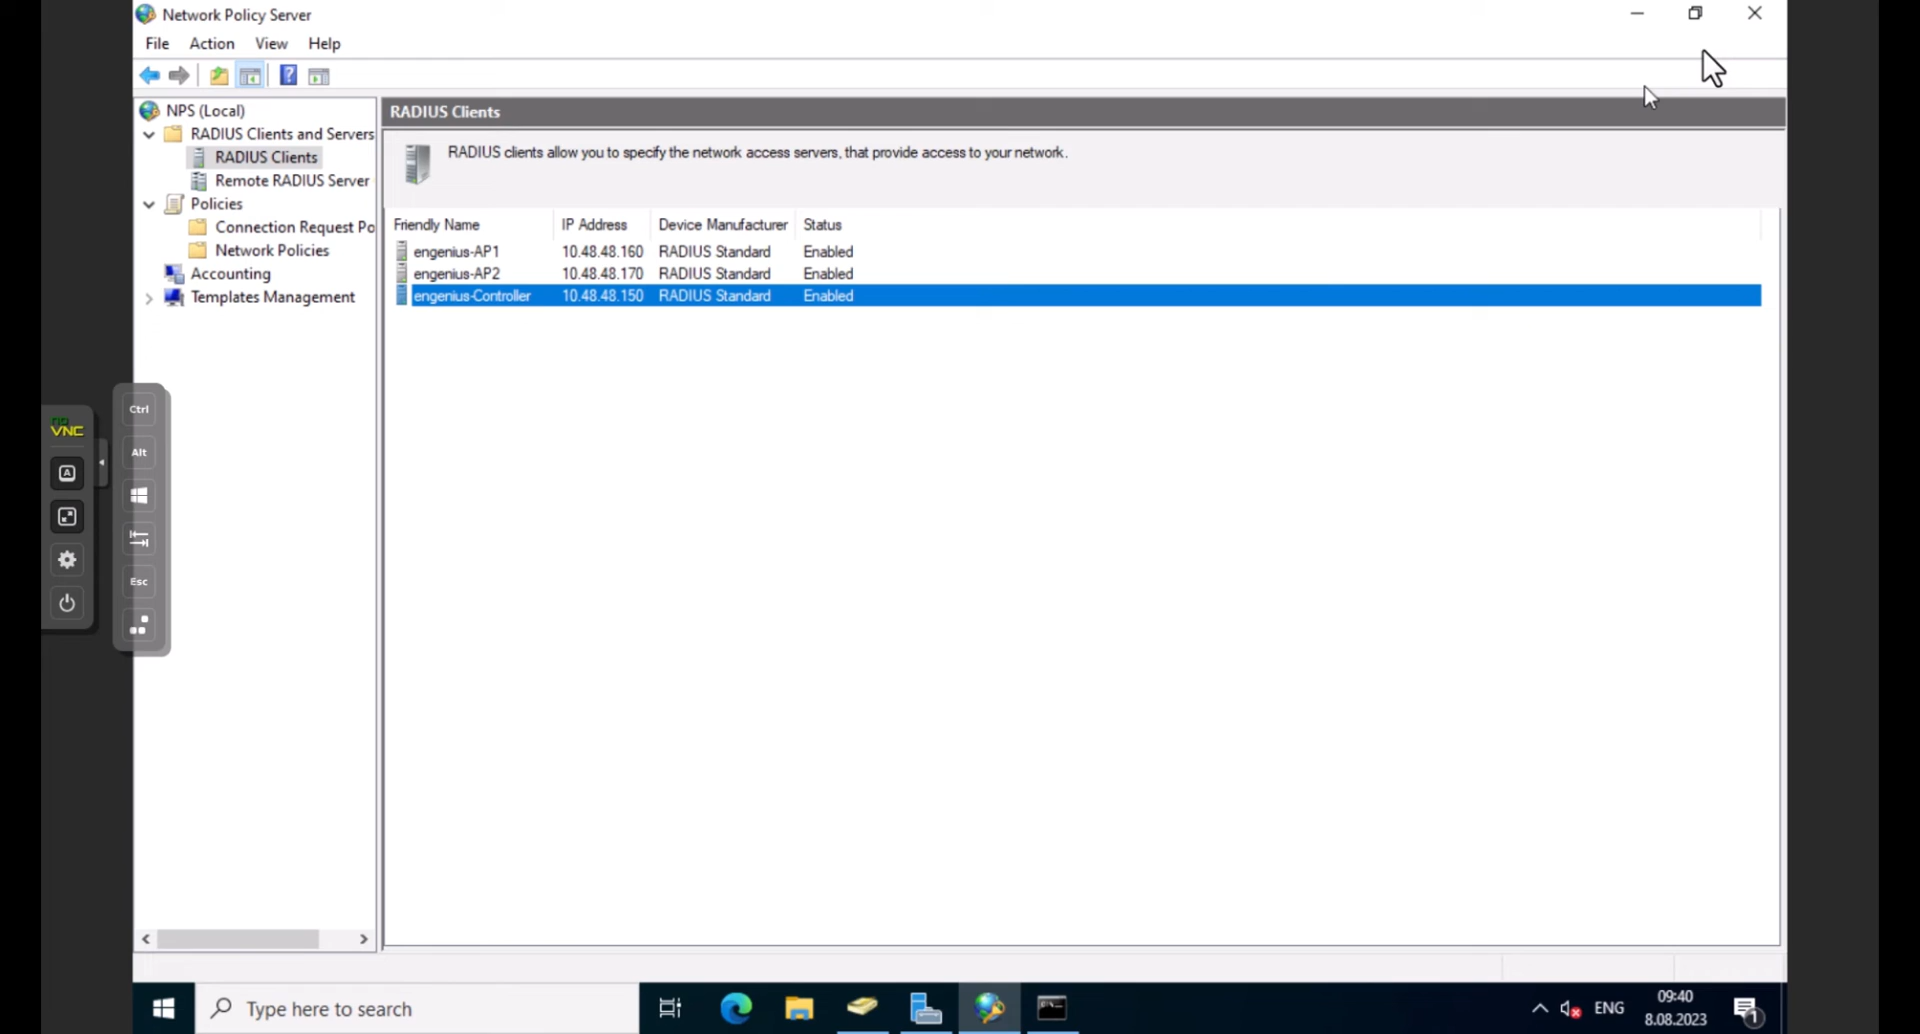 Network Policy Server
File Action View Help
NPS (Local)
RADIUS Clients and Servers
RADIUS Clients
Remote RADIUS Server
Policies
Connection Request Po
Network Policies
Accounting
Templates Management
RADIUS Clients
RADIUS clients allow you to specify the network access servers, that provide access to your network.
Friendly Name IP Address Device Manufacturer Status
engenius-AP1 10.48.48.160 RADIUS Standard Enabled
engenius-AP2 10.48.48.170 RADIUS Standard Enabled
engenius-Controller 10.48.48.150 RADIUS Standard Enabled
no
VNC
A
Ctrl
Alt
Esc
Type here to search
ENG
09:40
8.08.2023
1